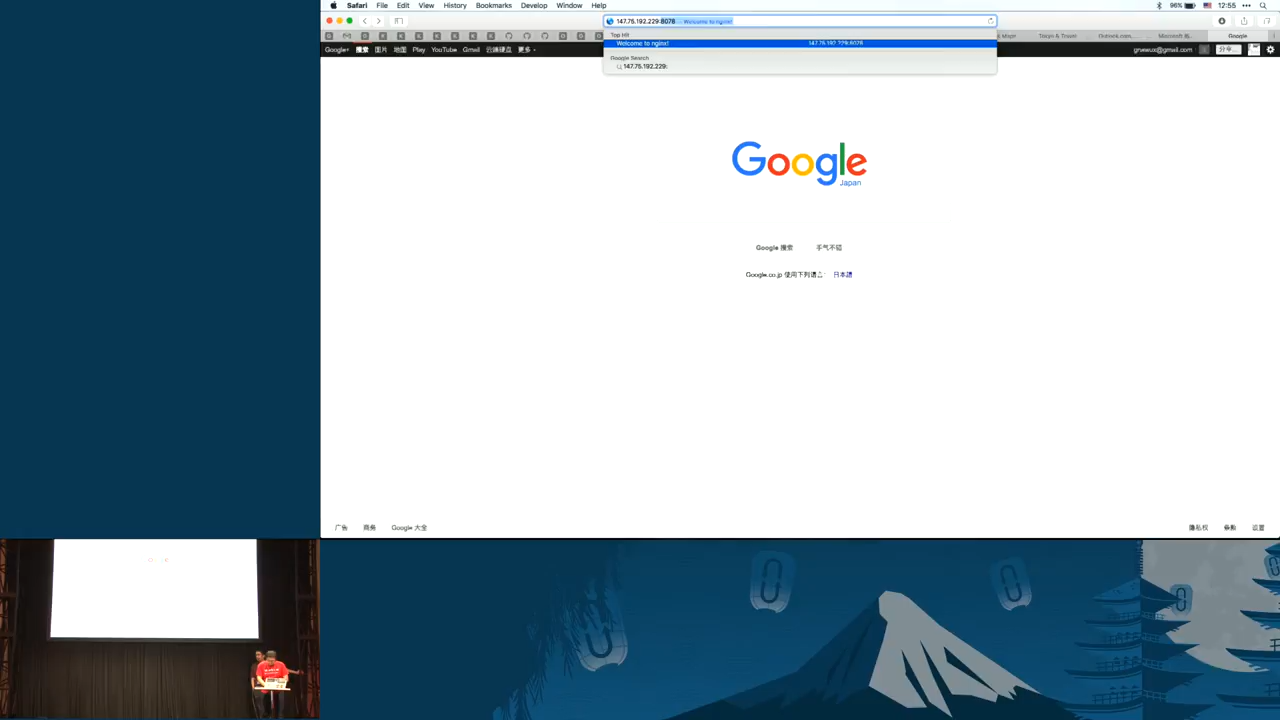 Safari File Edit View History Bookmarks Develop Window Help
96% 12:55
147.75.192.229:8078 — Welcome to nginx!
Top Hit
Welcome to nginx! 147.75.192.229:8078
Google Search
147.75.192.229:
Google
Google+ 搜索 图片 地图 Play YouTube Gmail 云端硬盘 更多
Google
Japan
Google 搜索 手气不错
Google.co.jp 使用下列语言: 日本語
广告 商务 Google 大全
隐私权 条款 设置